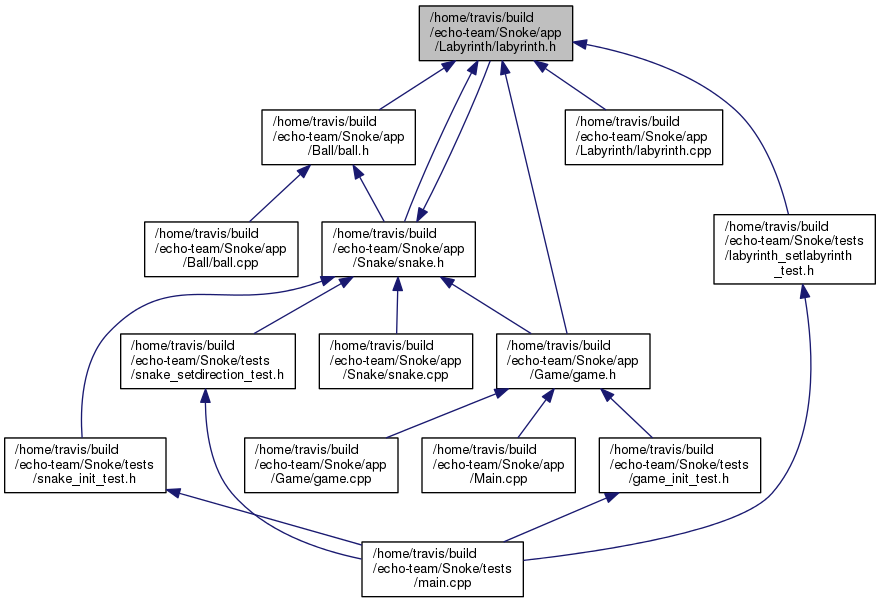 /home/travis/build
/echo-team/Snoke/app
/Labyrinth/labyrinth.h
/home/travis/build
/echo-team/Snoke/app
/Ball/ball.h
/home/travis/build
/echo-team/Snoke/app
/Labyrinth/labyrinth.cpp
/home/travis/build
/echo-team/Snoke/app
/Ball/ball.cpp
/home/travis/build
/echo-team/Snoke/app
/Snake/snake.h
/home/travis/build
/echo-team/Snoke/tests
/labyrinth_setlabyrinth
_test.h
/home/travis/build
/echo-team/Snoke/tests
/snake_setdirection_test.h
/home/travis/build
/echo-team/Snoke/app
/Snake/snake.cpp
/home/travis/build
/echo-team/Snoke/app
/Game/game.h
/home/travis/build
/echo-team/Snoke/tests
/snake_init_test.h
/home/travis/build
/echo-team/Snoke/app
/Game/game.cpp
/home/travis/build
/echo-team/Snoke/app
/Main.cpp
/home/travis/build
/echo-team/Snoke/tests
/game_init_test.h
/home/travis/build
/echo-team/Snoke/tests
/main.cpp